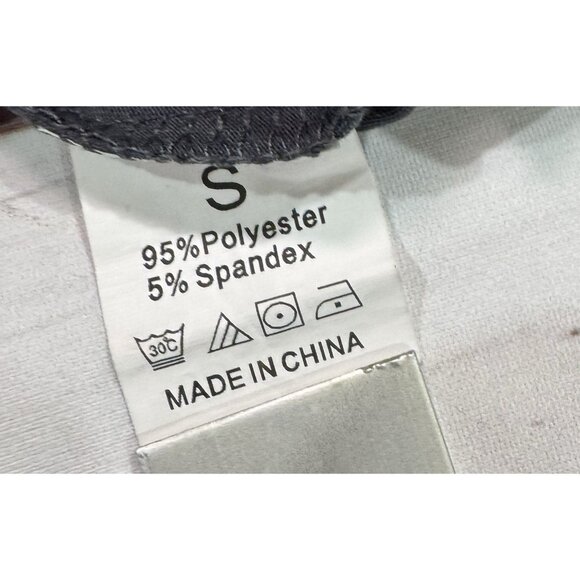 S
95%Polyester
5% Spandex
30℃
MADE IN CHINA